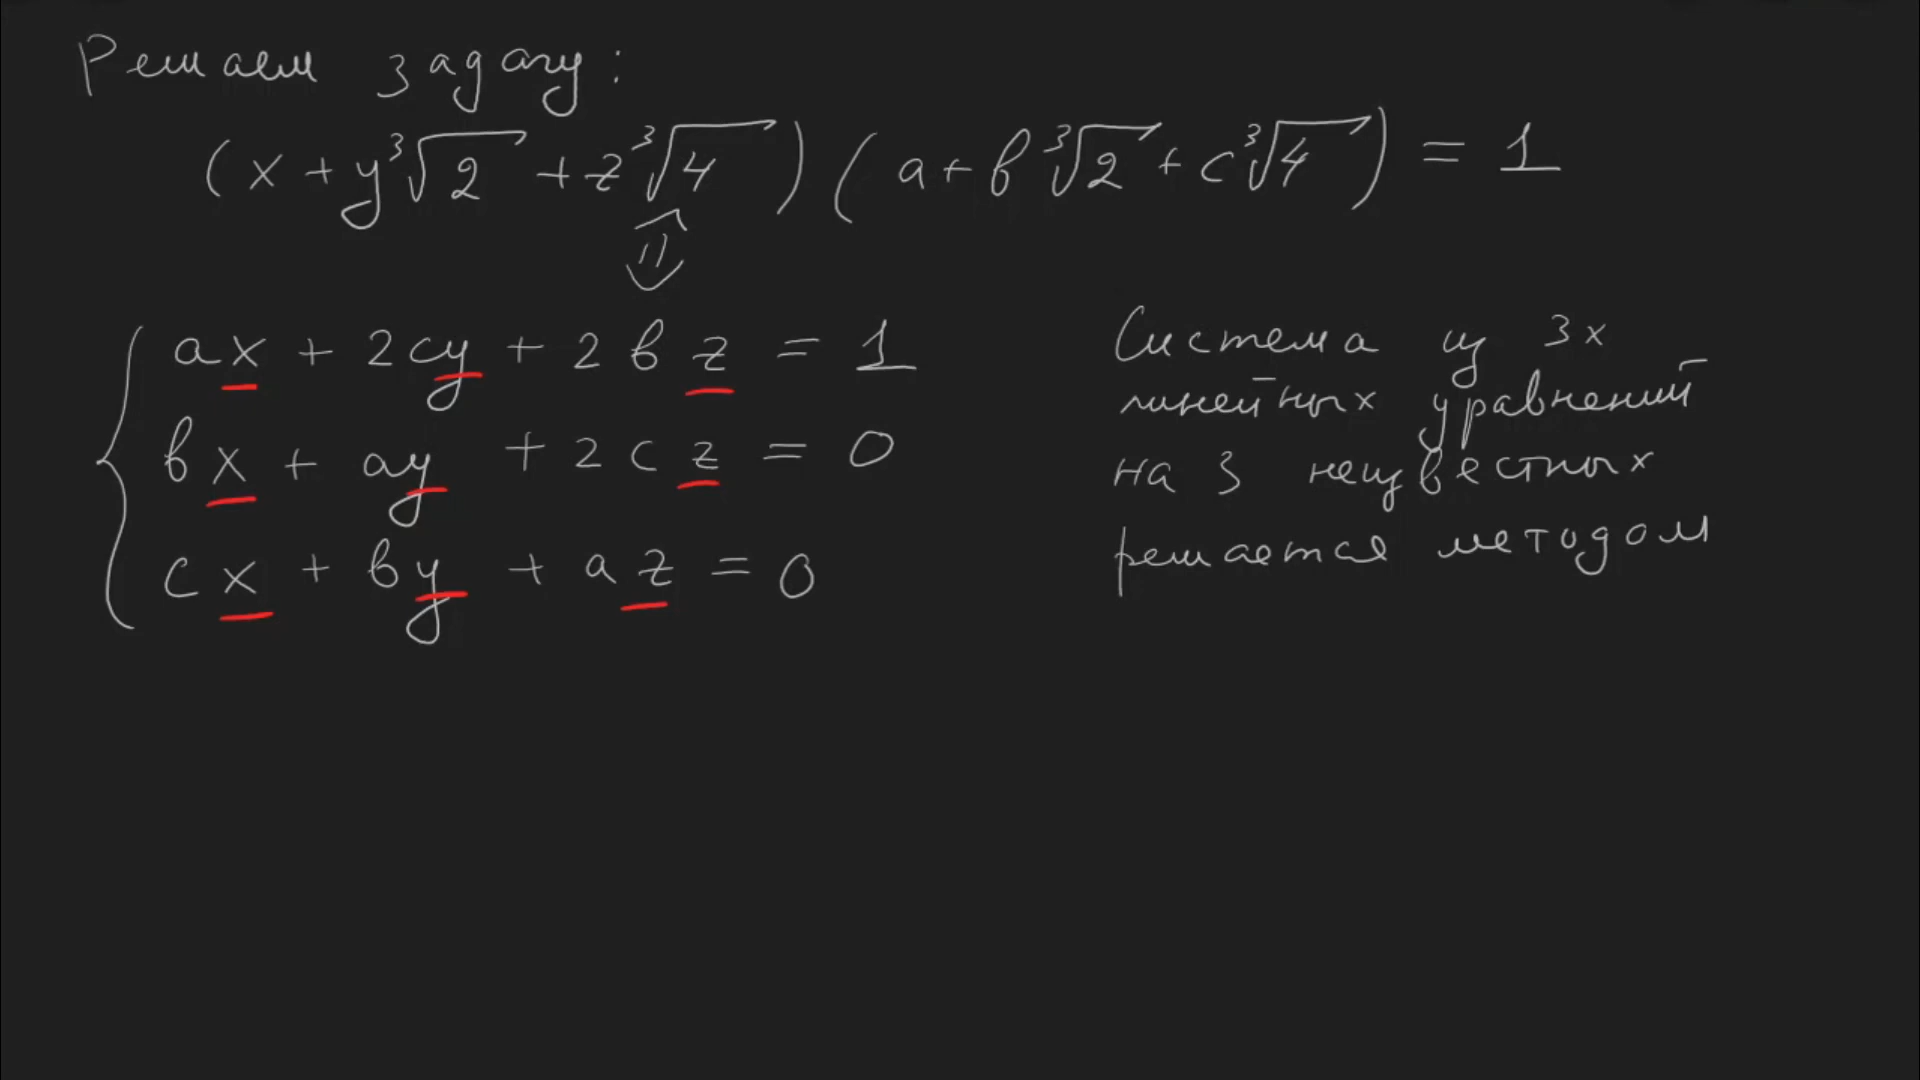 Решаем задачу:
(x + y∛2 + z∛4)(a + b∛2 + c∛4) = 1
⇕
ax + 2cy + 2bz = 1
bx + ay + 2cz = 0
cx + by + az = 0
Система из 3х
линейных уравнений
на 3 неизвестных
решается методом